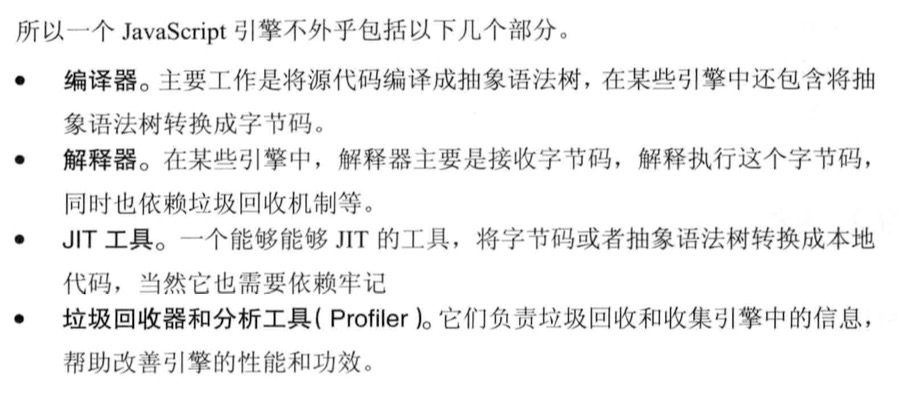 所以一个 JavaScript 引擎不外乎包括以下几个部分。
● 编译器。主要工作是将源代码编译成抽象语法树，在某些引擎中还包含将抽
象语法树转换成字节码。
● 解释器。在某些引擎中，解释器主要是接收字节码，解释执行这个字节码，
同时也依赖垃圾回收机制等。
● JIT 工具。一个能够能够 JIT 的工具，将字节码或者抽象语法树转换成本地
代码，当然它也需要依赖牢记
● 垃圾回收器和分析工具( Profiler )。它们负责垃圾回收和收集引擎中的信息，
帮助改善引擎的性能和功效。